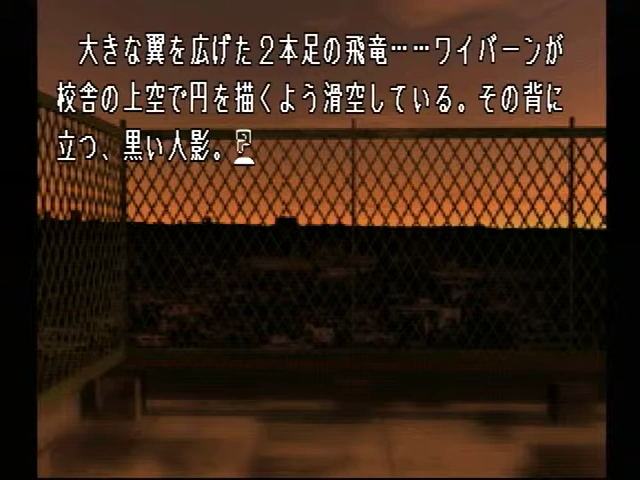 大きな翼を広げた2本足の飛竜……ワイバーンが
校舎の上空で円を描くよう滑空している。その背に
立つ、黒い人影。